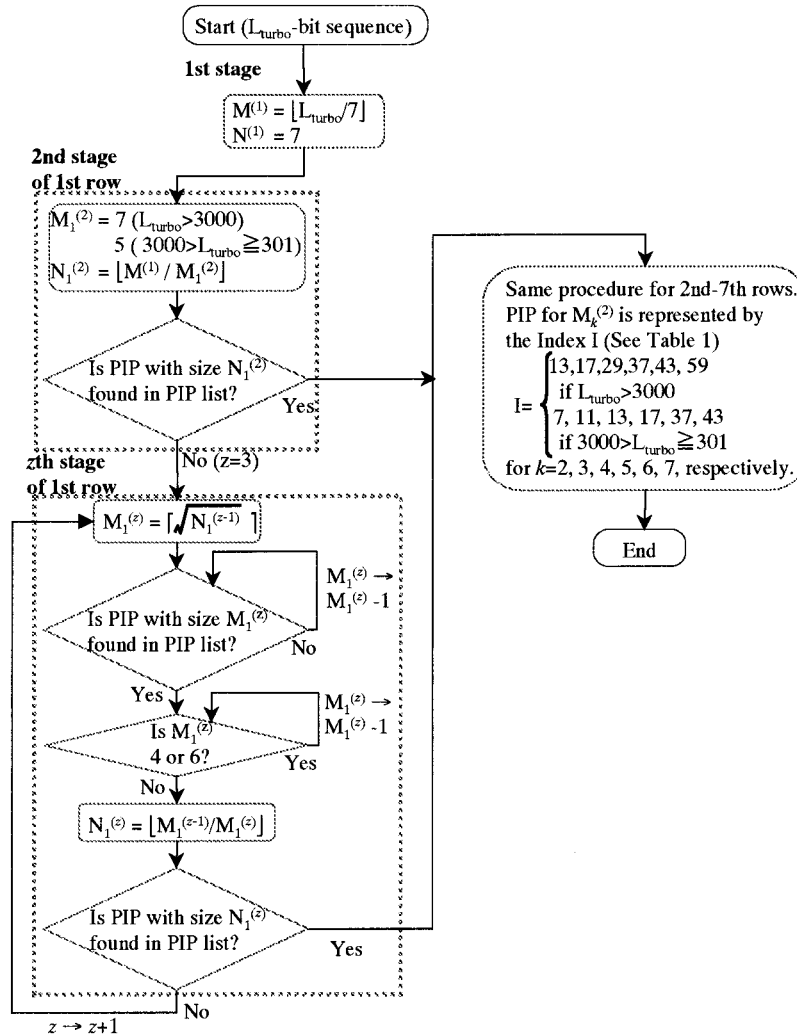 Start (L_turbo-bit sequence)
1st stage
M^(1) = ⌊L_turbo/7⌋
N^(1) = 7
2nd stage
of 1st row
M_1^(2) = 7 (L_turbo>3000)
5 ( 3000>L_turbo≧301)
N_1^(2) = ⌊M^(1) / M_1^(2)⌋
Is PIP with size N_1^(2)
found in PIP list?
Yes
No (z=3)
zth stage
of 1st row
M_1^(z) = ⌈√N_1^(z-1) ⌉
Is PIP with size M_1^(z)
found in PIP list?
M_1^(z) →
M_1^(z) -1
No
Yes
Is M_1^(z)
4 or 6?
M_1^(z) →
M_1^(z) -1
Yes
No
N_1^(z) = ⌊M_1^(z-1)/M_1^(z)⌋
Is PIP with size N_1^(z)
found in PIP list?
Yes
No
z → z+1
Same procedure for 2nd-7th rows.
PIP for M_k^(2) is represented by
the Index I (See Table 1)
I= { 13,17,29,37,43, 59
if L_turbo>3000
7, 11, 13, 17, 37, 43
if 3000>L_turbo≧301
for k=2, 3, 4, 5, 6, 7, respectively.
End